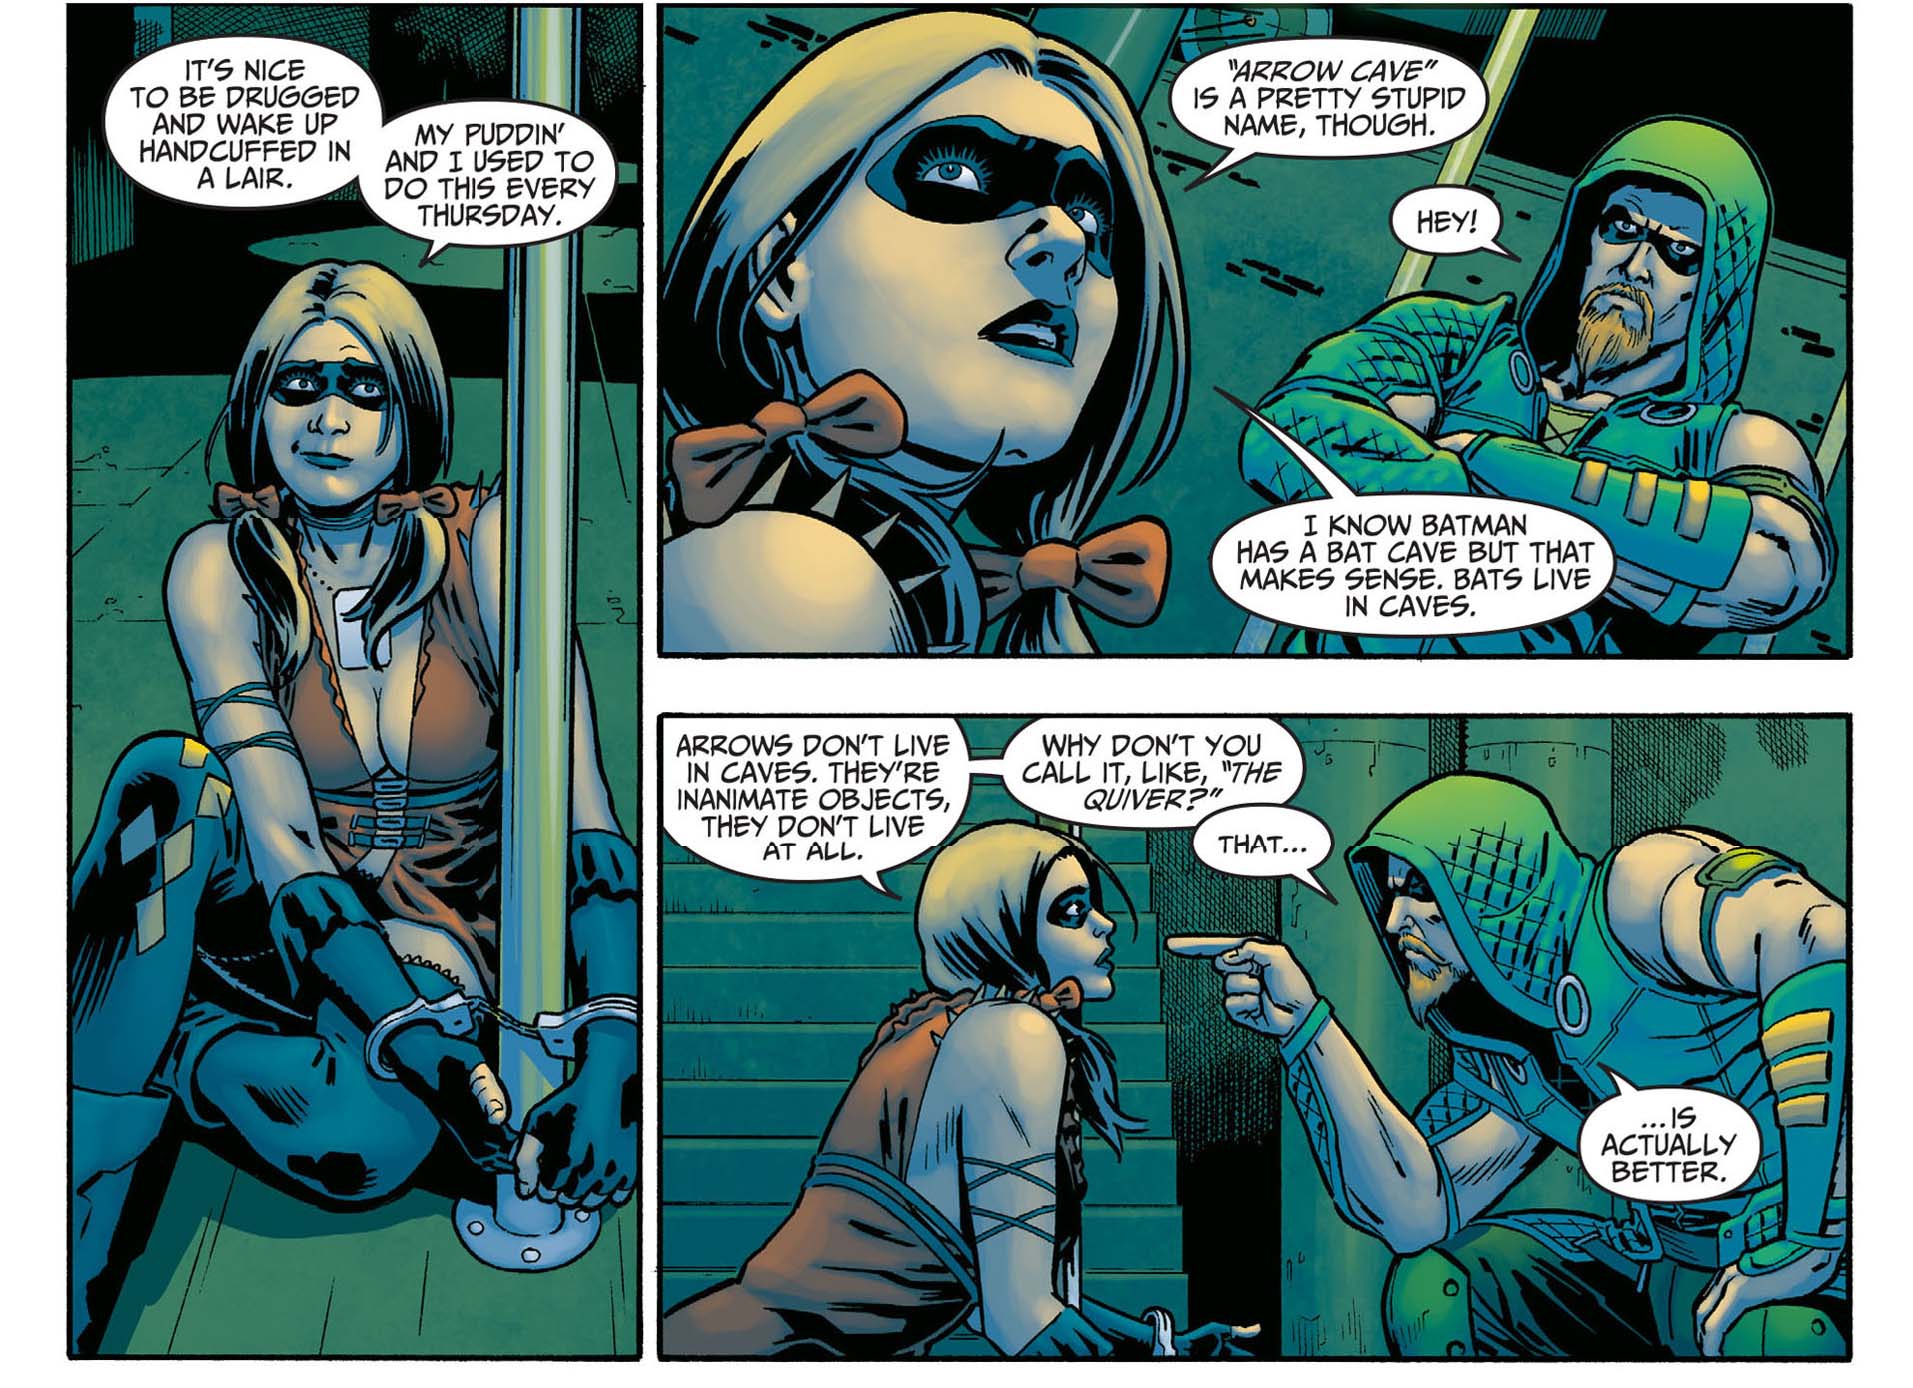 IT'S NICE
TO BE DRUGGED
AND WAKE UP
HANDCUFFED IN
A LAIR.
MY PUDDIN'
AND I USED TO
DO THIS EVERY
THURSDAY.
"ARROW CAVE"
IS A PRETTY STUPID
NAME, THOUGH.
HEY!
I KNOW BATMAN
HAS A BAT CAVE BUT THAT
MAKES SENSE. BATS LIVE
IN CAVES.
ARROWS DON'T LIVE
IN CAVES. THEY'RE
INANIMATE OBJECTS,
THEY DON'T LIVE
AT ALL.
WHY DON'T YOU
CALL IT, LIKE, "THE
QUIVER?"
THAT...
...IS
ACTUALLY
BETTER.